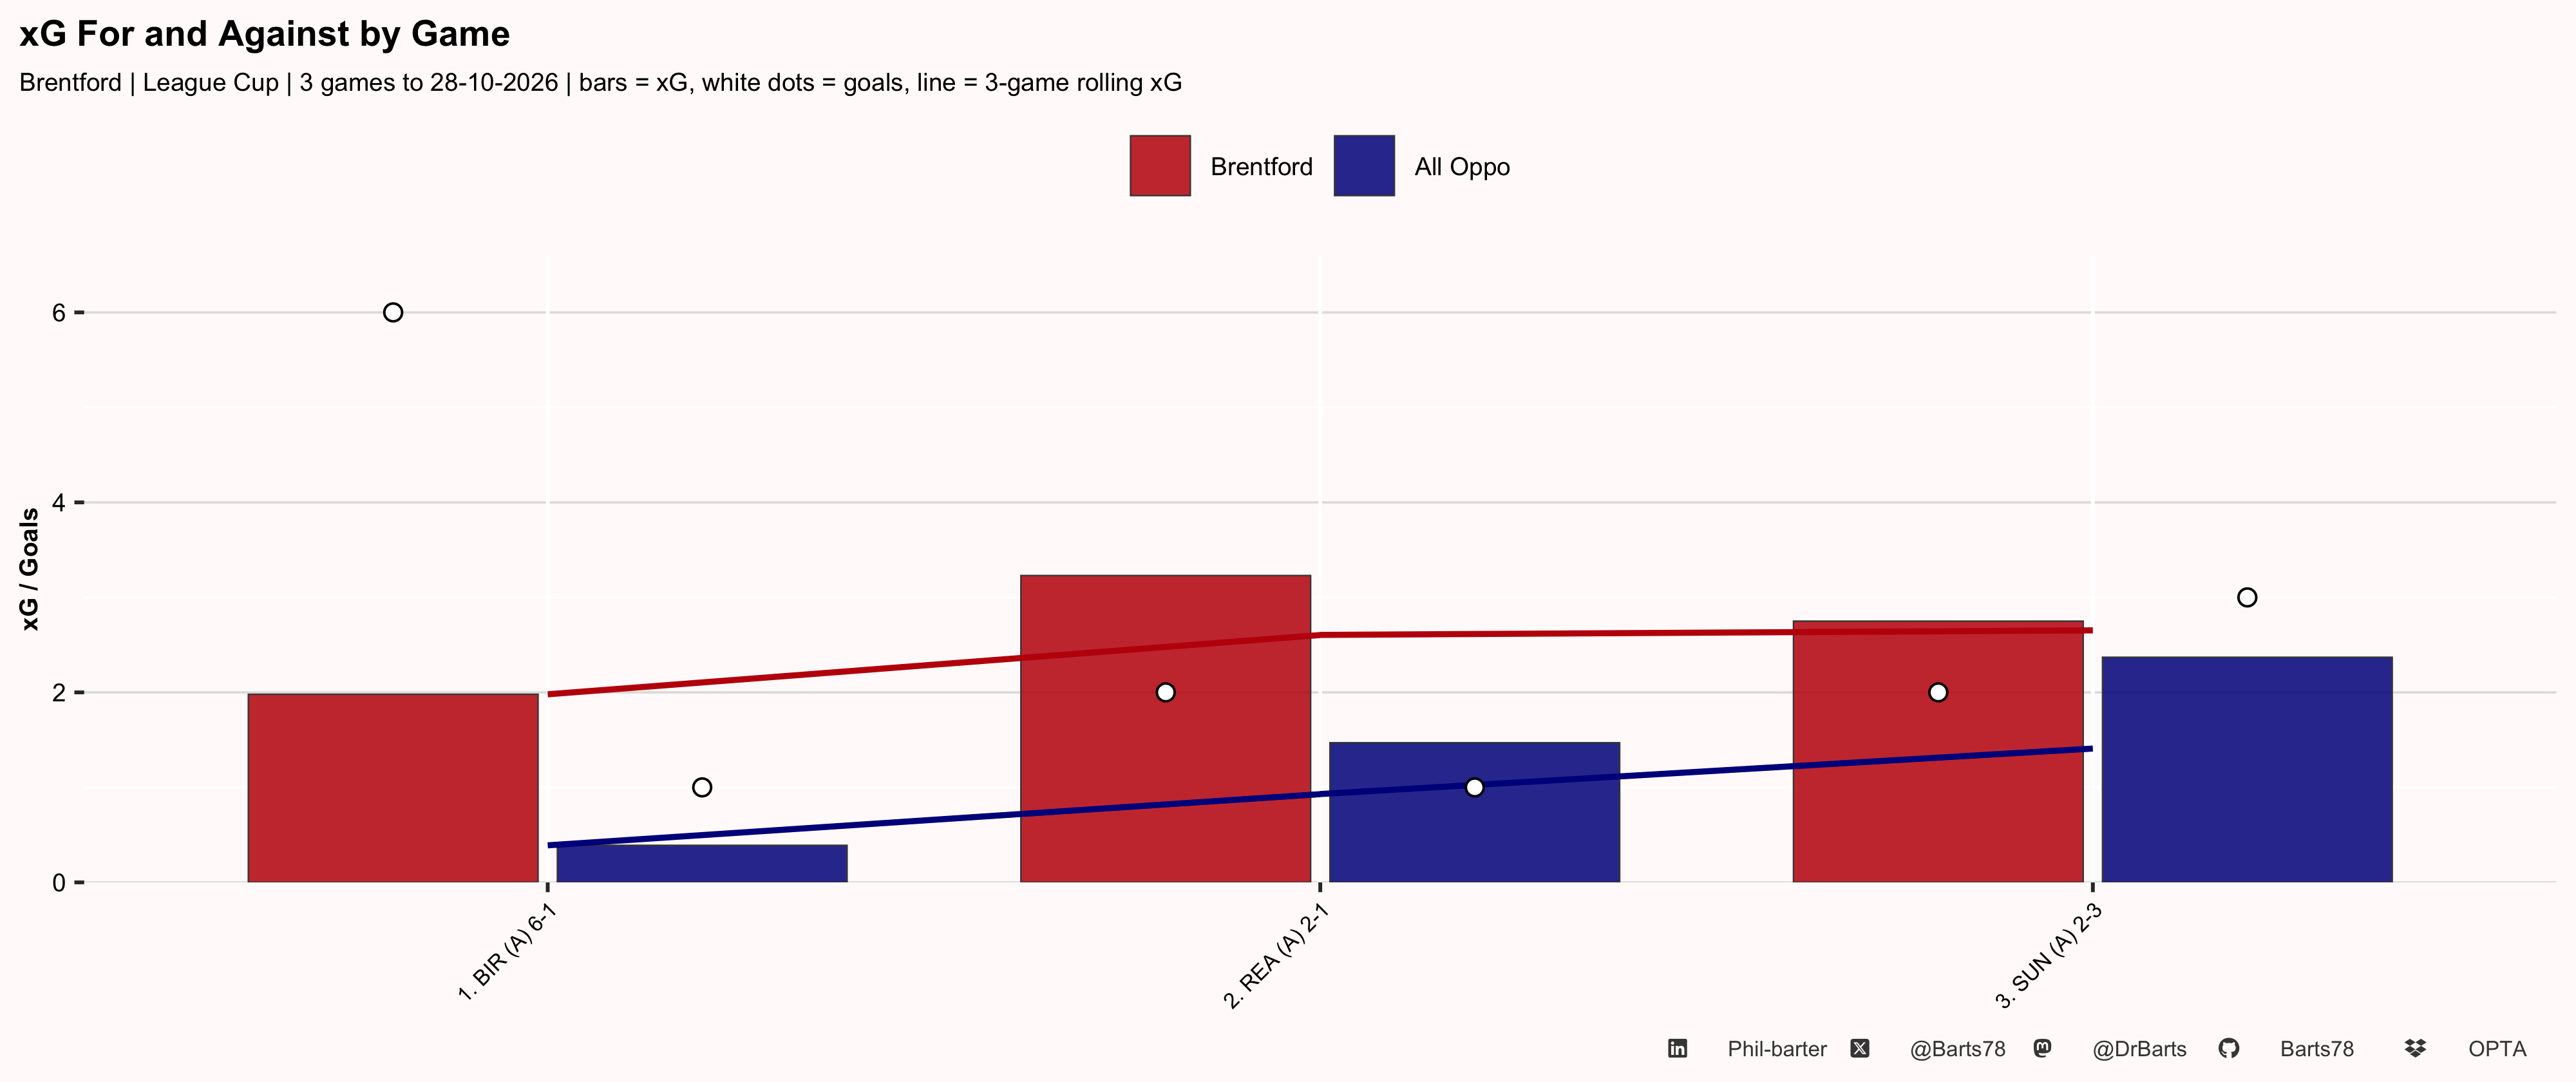 xG For and Against by Game
Brentford | League Cup | 3 games to 28-10-2026 | bars = xG, white dots = goals, line = 3-game rolling xG
Brentford
All Oppo
xG / Goals
6
4
2
0
1. BIR (A) 6-1
2. REA (A) 2-1
3. SUN (A) 2-3
Phil-barter @Barts78 @DrBarts Barts78 OPTA